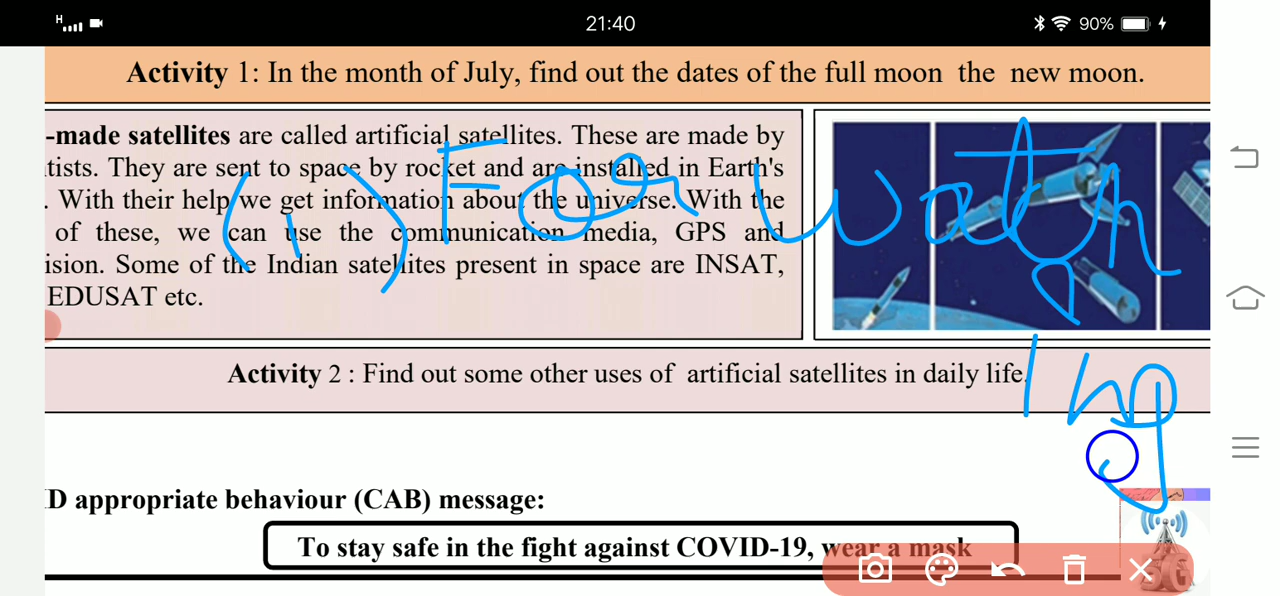 H 21:40 90%
Activity 1: In the month of July, find out the dates of the full moon the new moon.
-made satellites are called artificial satellites. These are made by
tists. They are sent to space by rocket and are installed in Earth's
. With their help we get information about the universe. With the
of these, we can use the communication media, GPS and
ision. Some of the Indian satellites present in space are INSAT,
EDUSAT etc.
(1) For watch
ing
Activity 2 : Find out some other uses of artificial satellites in daily life.
ID appropriate behaviour (CAB) message:
To stay safe in the fight against COVID-19, wear a mask